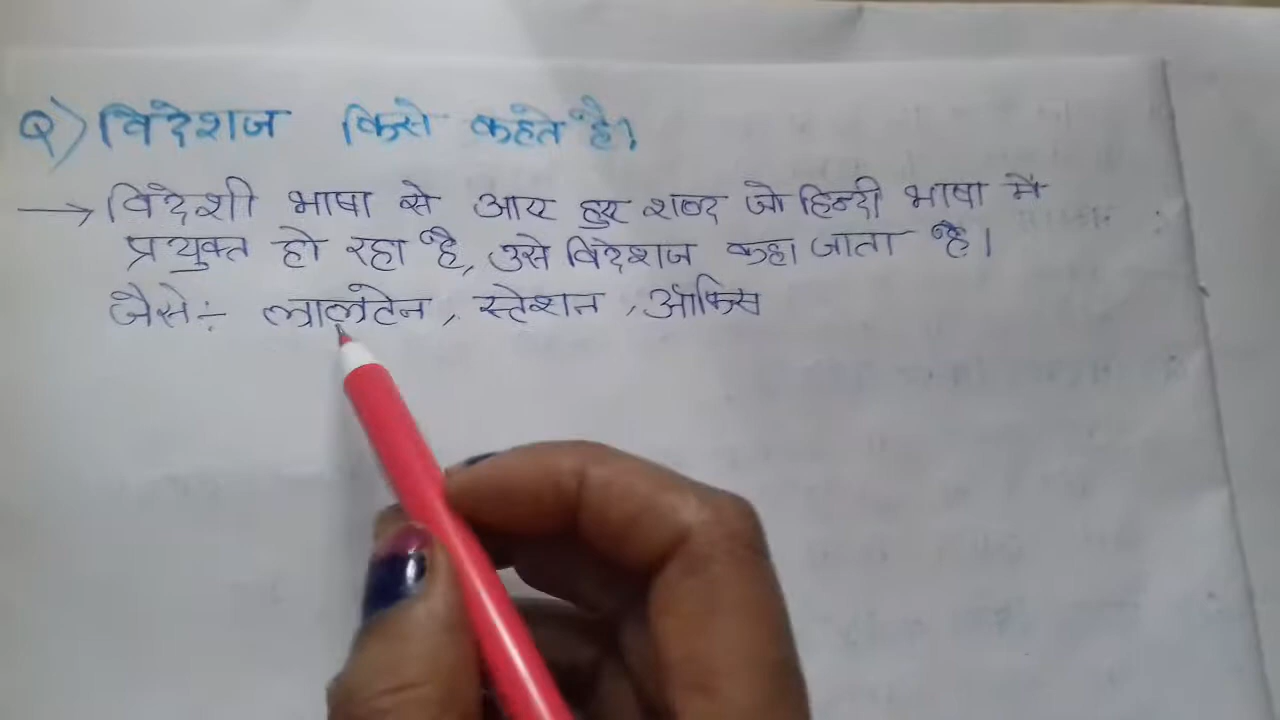 Q) विदेशज किसे कहते है?
→ विदेशी भाषा से आए हुए शब्द जो हिन्दी भाषा मे
प्रयुक्त हो रहा है, उसे विदेशज कहा जाता है।
जैसे:- लालटेन, स्टेशन, ऑफिस